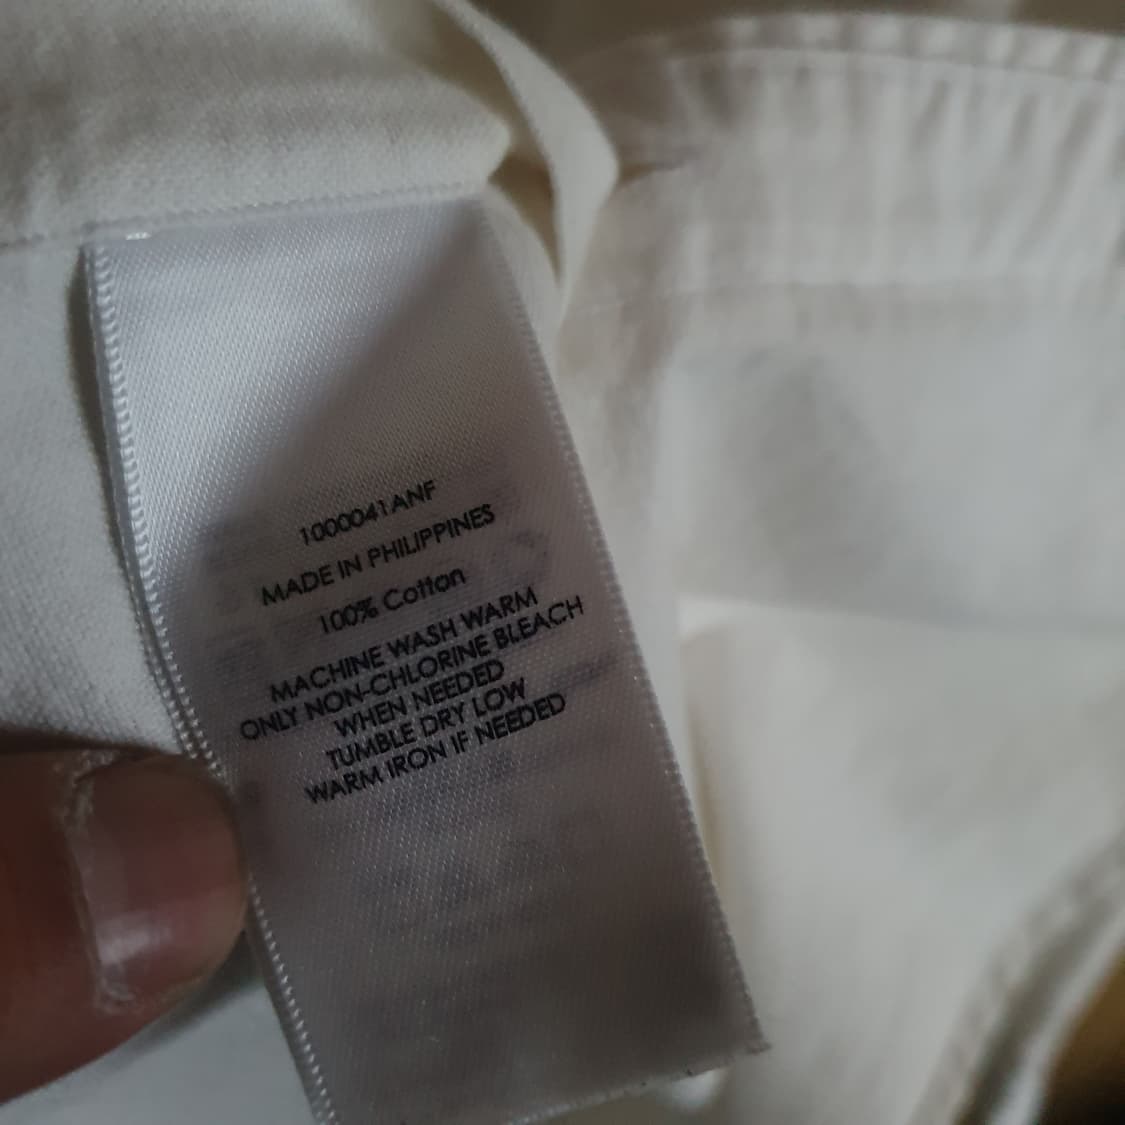 1000041ANF
MADE IN PHILIPPINES
100% Cotton
MACHINE WASH WARM
ONLY NON-CHLORINE BLEACH
WHEN NEEDED
TUMBLE DRY LOW
WARM IRON IF NEEDED